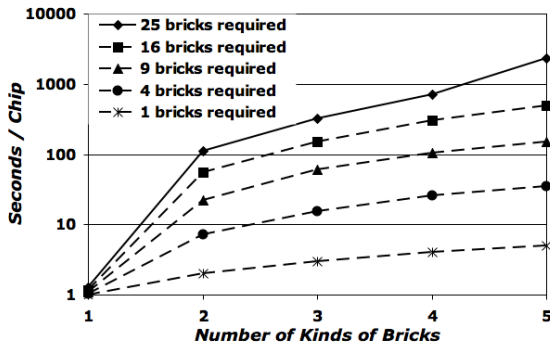 10000
25 bricks required
16 bricks required
9 bricks required
4 bricks required
1 bricks required
1000
100
10
1
Seconds / Chip
1 2 3 4 5
Number of Kinds of Bricks